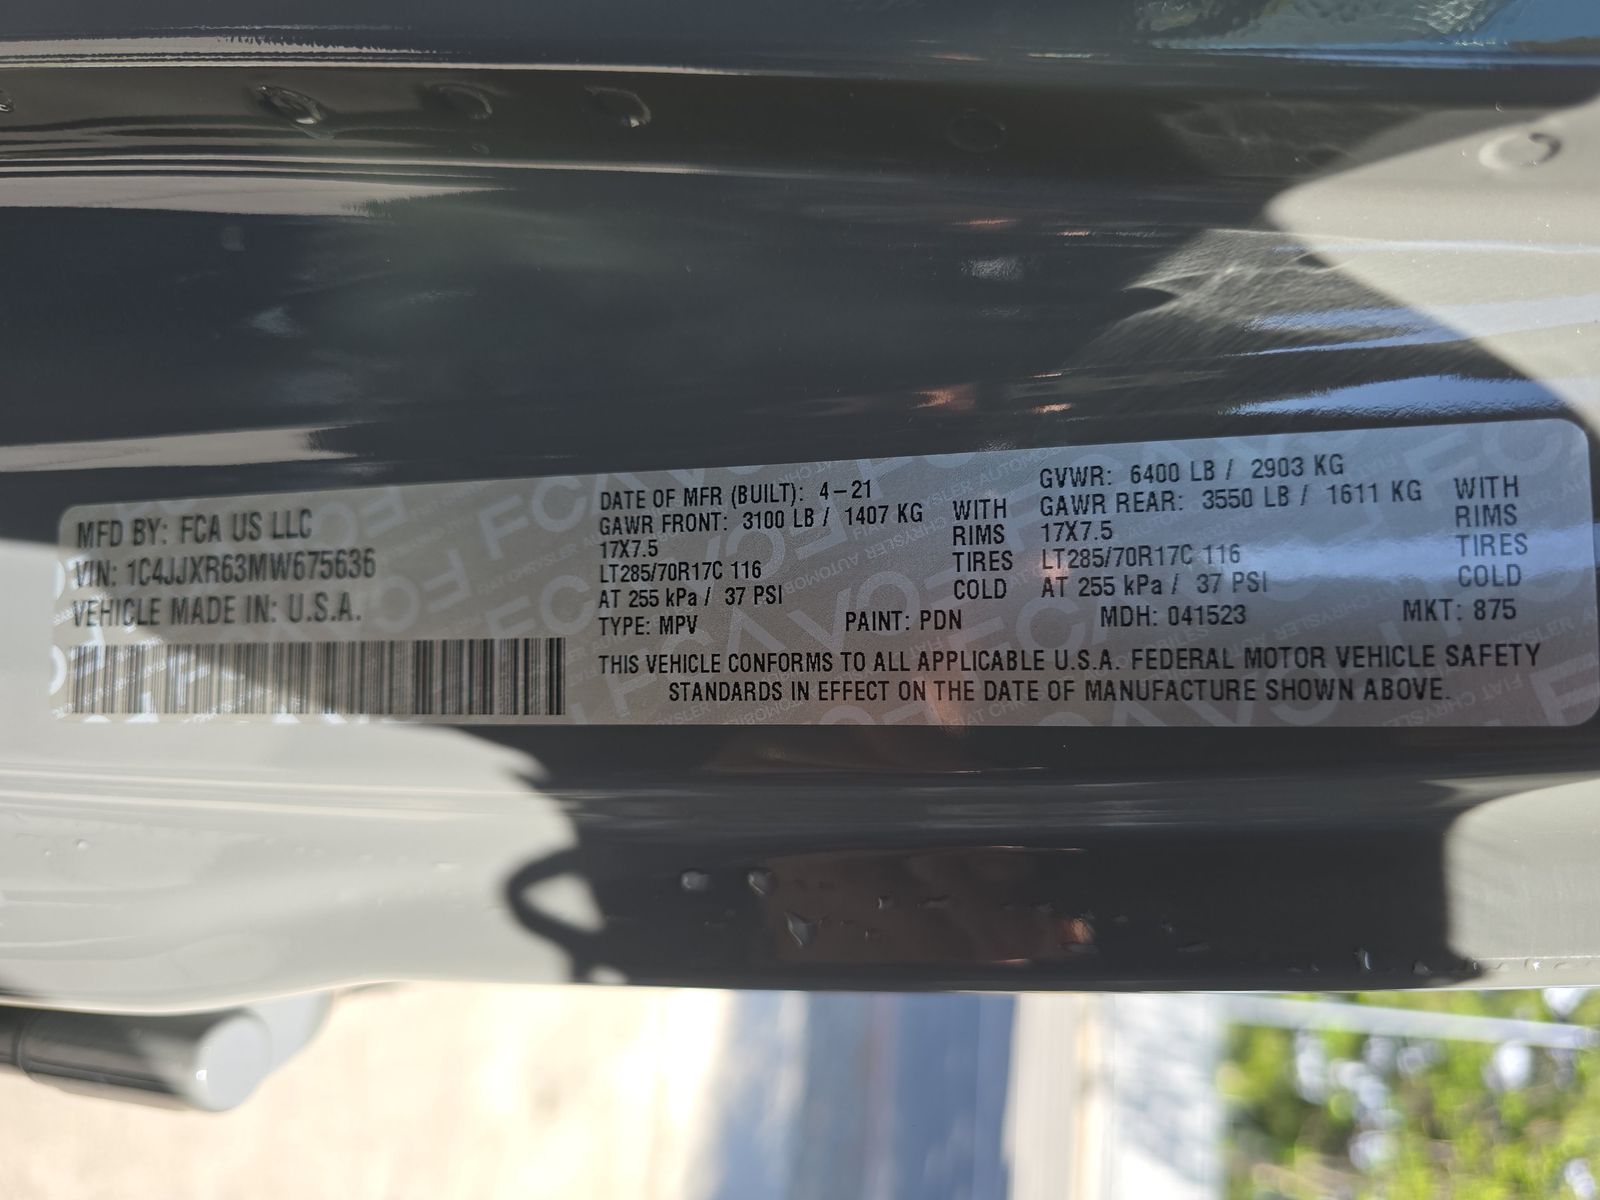 MFD BY: FCA US LLC
VIN: 1C4JJXR63MW675636
VEHICLE MADE IN: U.S.A.
DATE OF MFR (BUILT): 4-21
GAWR FRONT: 3100 LB / 1407 KG WITH
17X7.5 RIMS
LT285/70R17C 116 TIRES
AT 255 kPa / 37 PSI COLD
GVWR: 6400 LB / 2903 KG
GAWR REAR: 3550 LB / 1611 KG WITH
17X7.5 RIMS
LT285/70R17C 116 TIRES
AT 255 kPa / 37 PSI COLD
TYPE: MPV PAINT: PDN MDH: 041523 MKT: 875
THIS VEHICLE CONFORMS TO ALL APPLICABLE U.S.A. FEDERAL MOTOR VEHICLE SAFETY
STANDARDS IN EFFECT ON THE DATE OF MANUFACTURE SHOWN ABOVE.